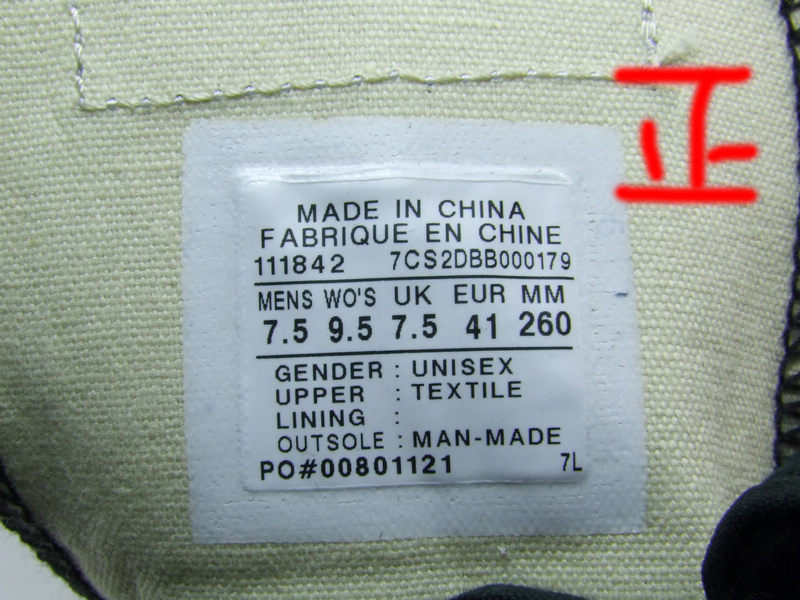 正
MADE IN CHINA
FABRIQUE EN CHINE
111842 7CS2DBB000179
MENS WO'S UK EUR MM
7.5 9.5 7.5 41 260
GENDER : UNISEX
UPPER : TEXTILE
LINING :
OUTSOLE : MAN-MADE
PO#00801121 7L